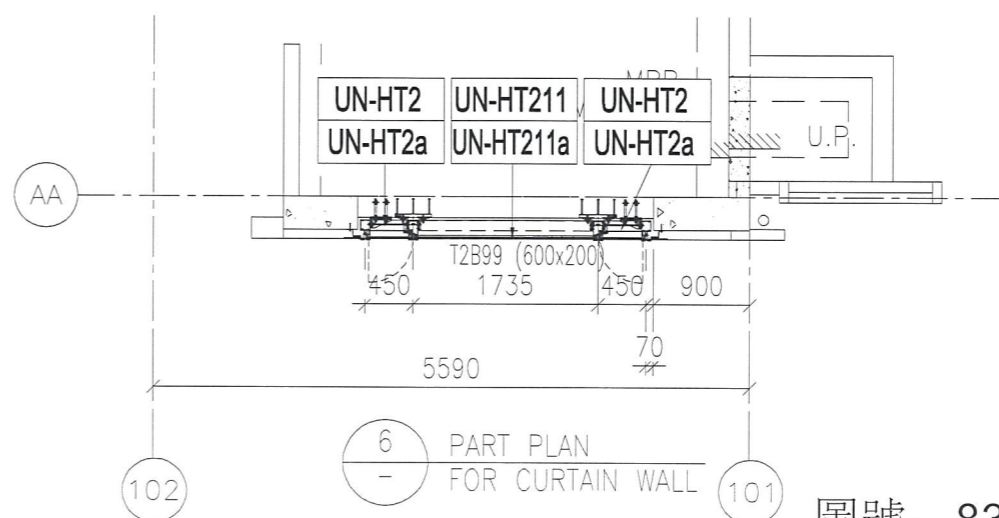 UN-HT2 UN-HT211 UN-HT2
UN-HT2a UN-HT211a UN-HT2a
U.P.
AA
T2B99 (600x200)
450 1735 450 900
70
5590
6 PART PLAN
- FOR CURTAIN WALL
102
101
圖號 83